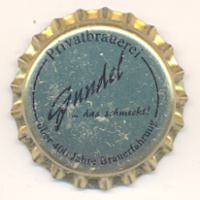 Privatbrauerei
Gundel
... das schmeckt!
über 400 Jahre Brauerfahrung